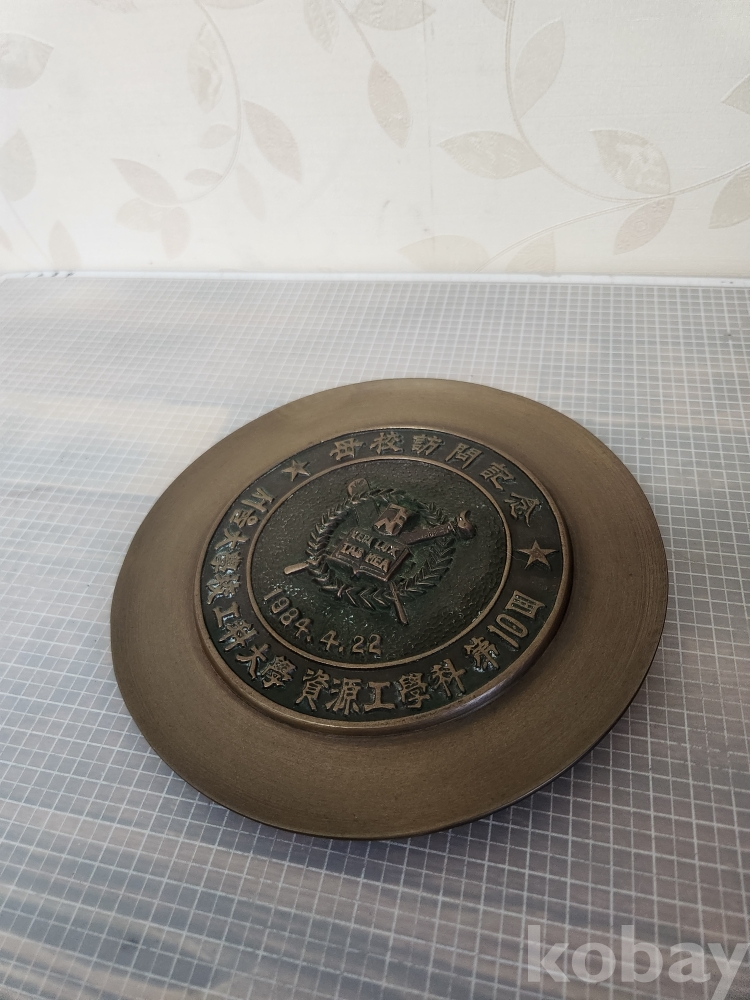 母校訪問記念
서울大學校工科大學 資源工學科 第10回
VERI LUX
TAS MEA
1984.4.22
kobay